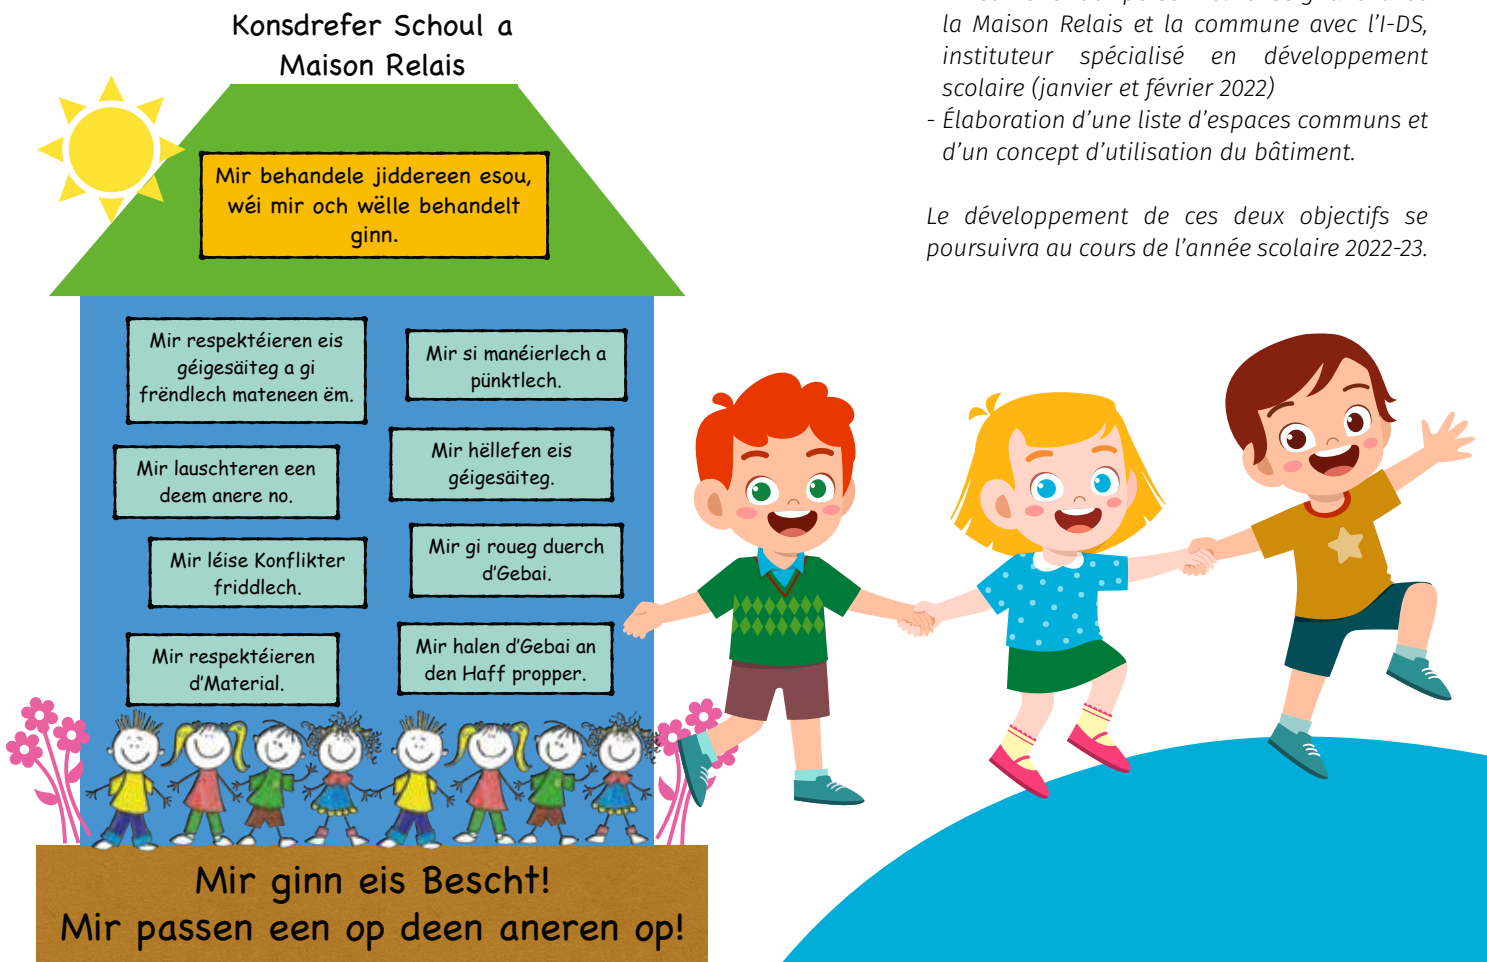 Konsdrefer Schoul a
Maison Relais
Mir behandele jiddereen esou,
wéi mir och wëlle behandelt
ginn.
Mir respektéieren eis
géigesäiteg a gi
frëndlech mateneen ëm.
Mir si manéierlech a
pünktlech.
Mir lauschteren een
deem anere no.
Mir hëllefen eis
géigesäiteg.
Mir léise Konflikter
friddlech.
Mir gi roueg duerch
d'Gebai.
Mir respektéieren
d'Material.
Mir halen d'Gebai an
den Haff propper.
Mir ginn eis Bescht!
Mir passen een op deen aneren op!
la Maison Relais et la commune avec l'I-DS,
instituteur spécialisé en développement
scolaire (janvier et février 2022)
- Élaboration d'une liste d'espaces communs et
d'un concept d'utilisation du bâtiment.
Le développement de ces deux objectifs se
poursuivra au cours de l'année scolaire 2022-23.